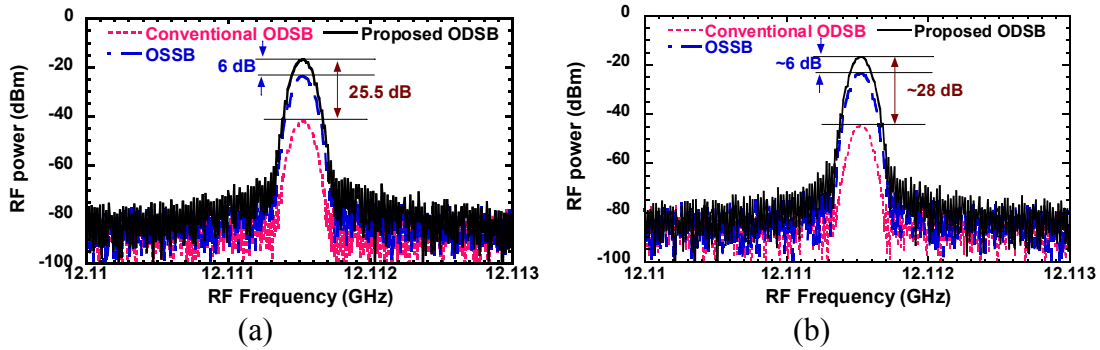 0
Conventional ODSB
Proposed ODSB
OSSB
6 dB
25.5 dB
-20
-40
-60
-80
-100
RF power (dBm)
12.111
12.111
12.112
12.113
RF Frequency (GHz)
(a)
0
Conventional ODSB
Proposed ODSB
OSSB
~6 dB
~28 dB
-20
-40
-60
-80
-100
RF power (dBm)
12.111
12.111
12.112
12.113
RF Frequency (GHz)
(b)